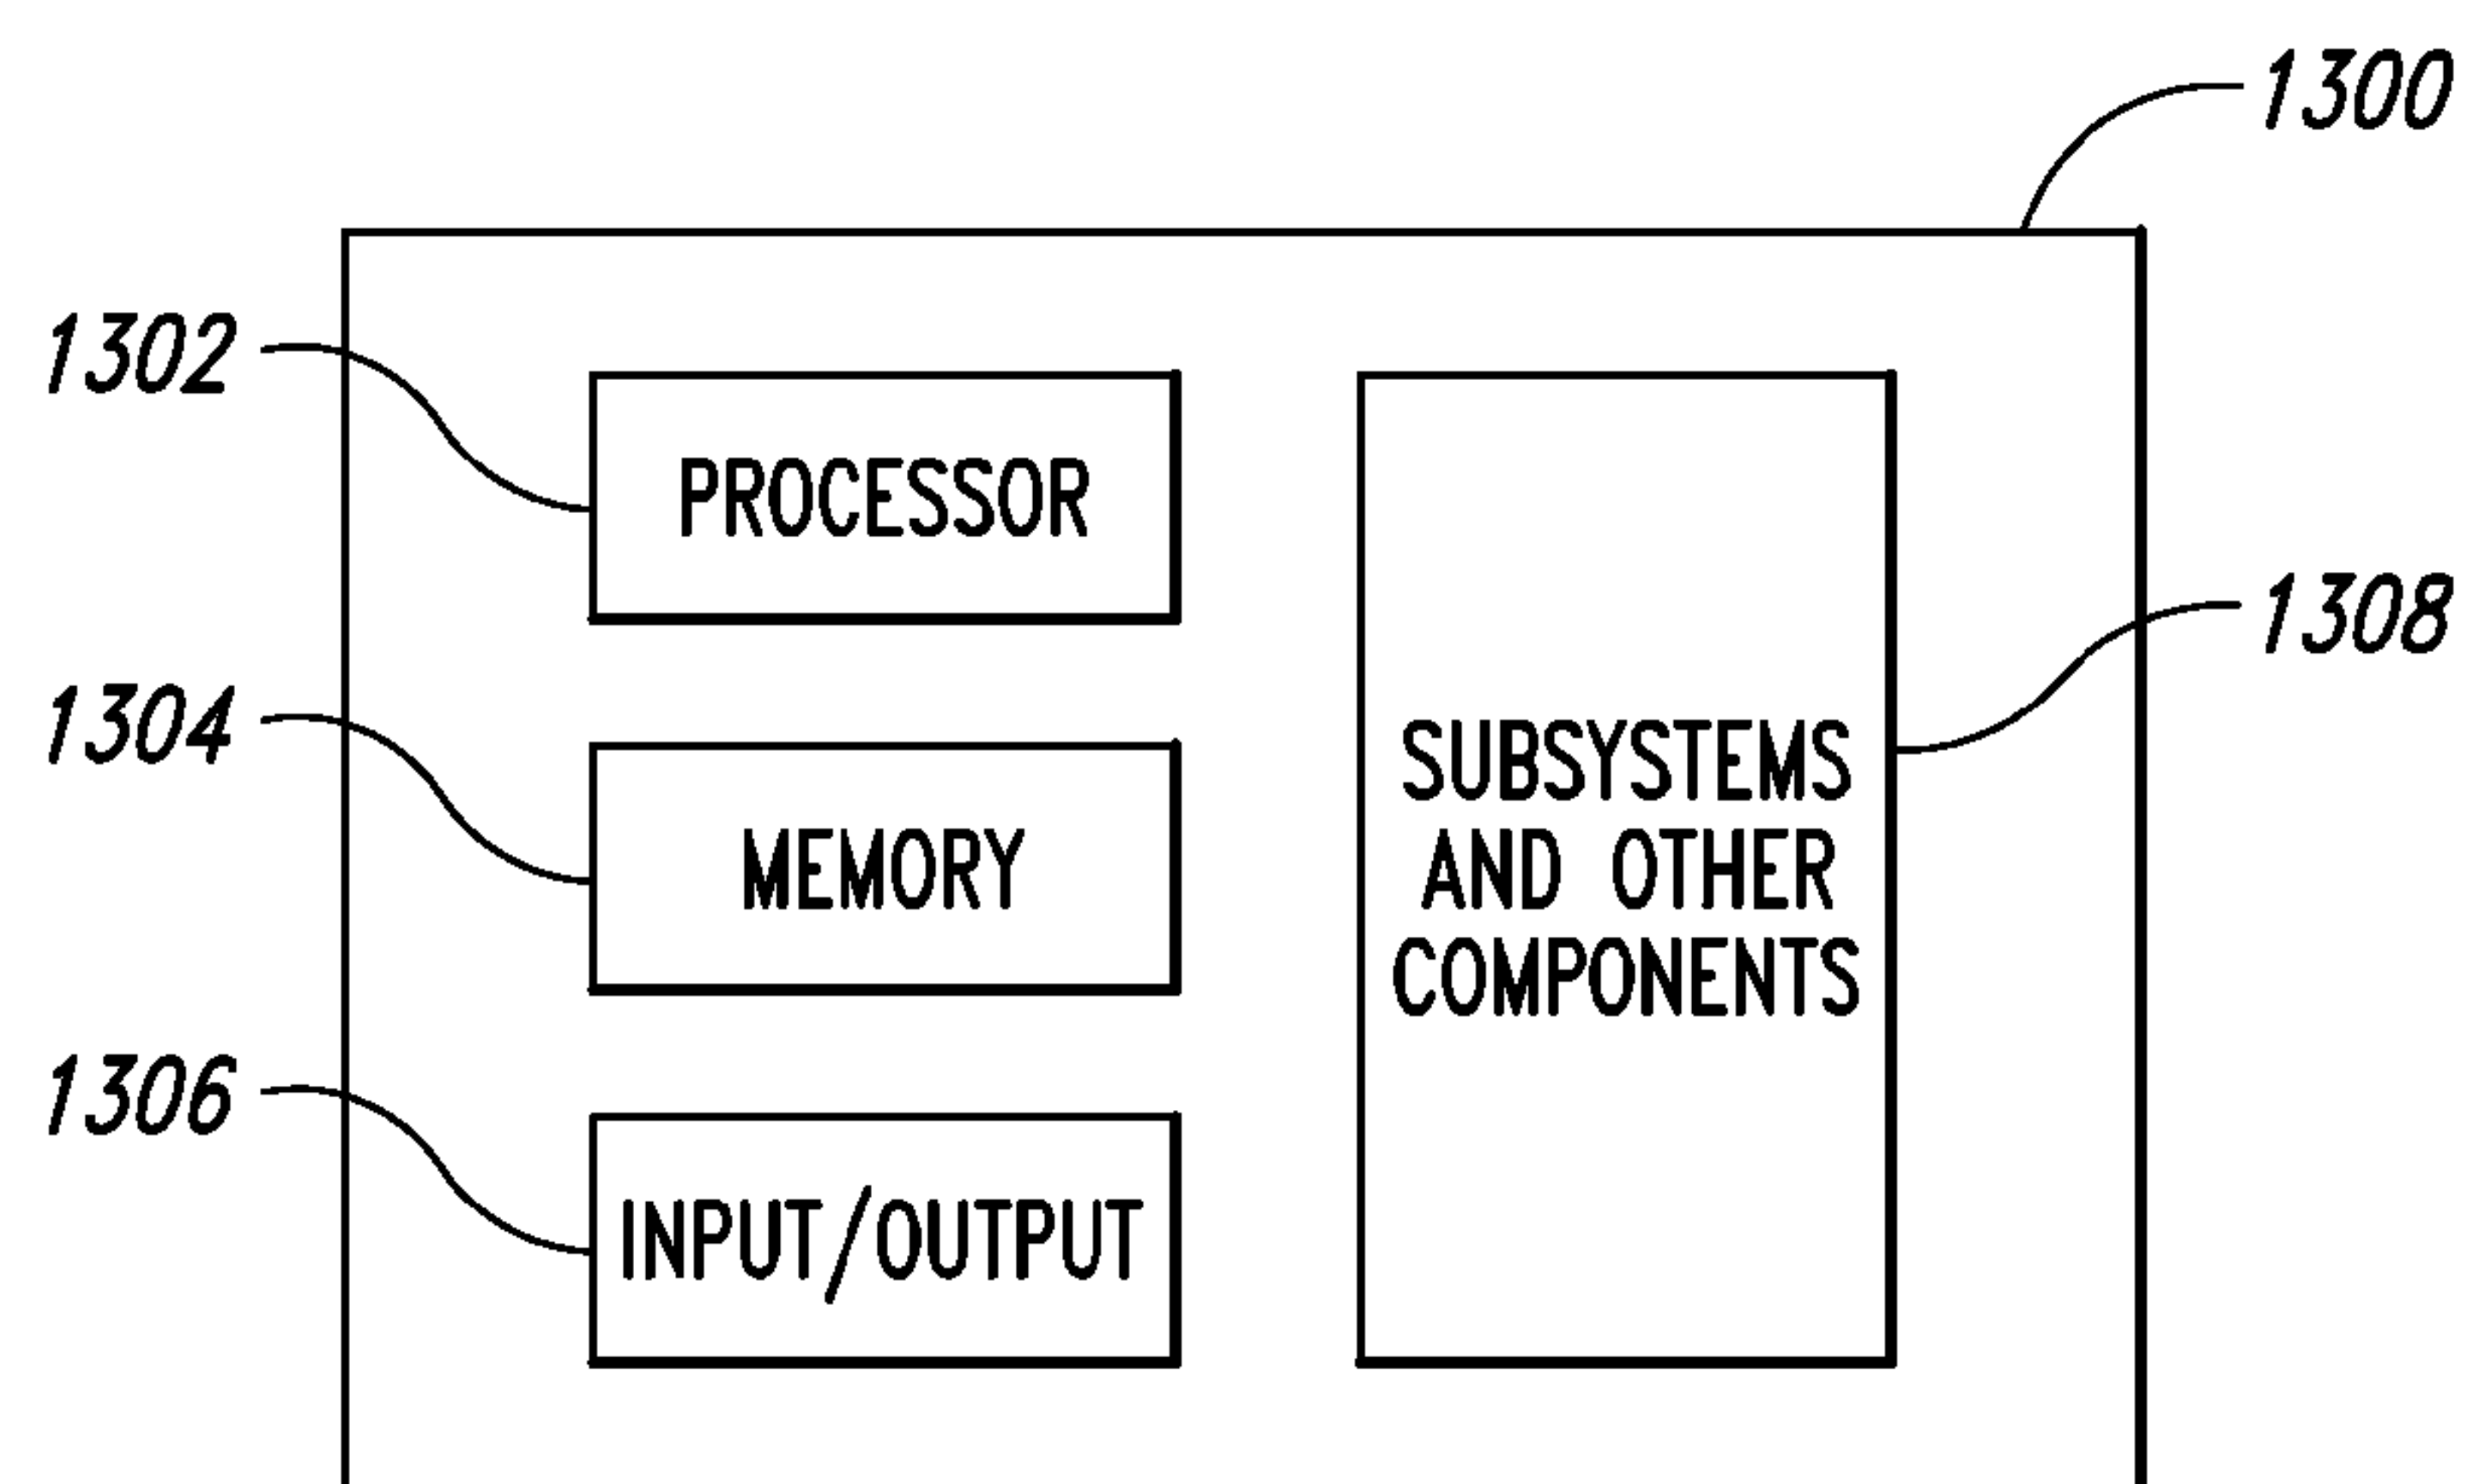 1300
1302
PROCESSOR
1308
1304
MEMORY
SUBSYSTEMS
AND OTHER
COMPONENTS
1306
INPUT/OUTPUT